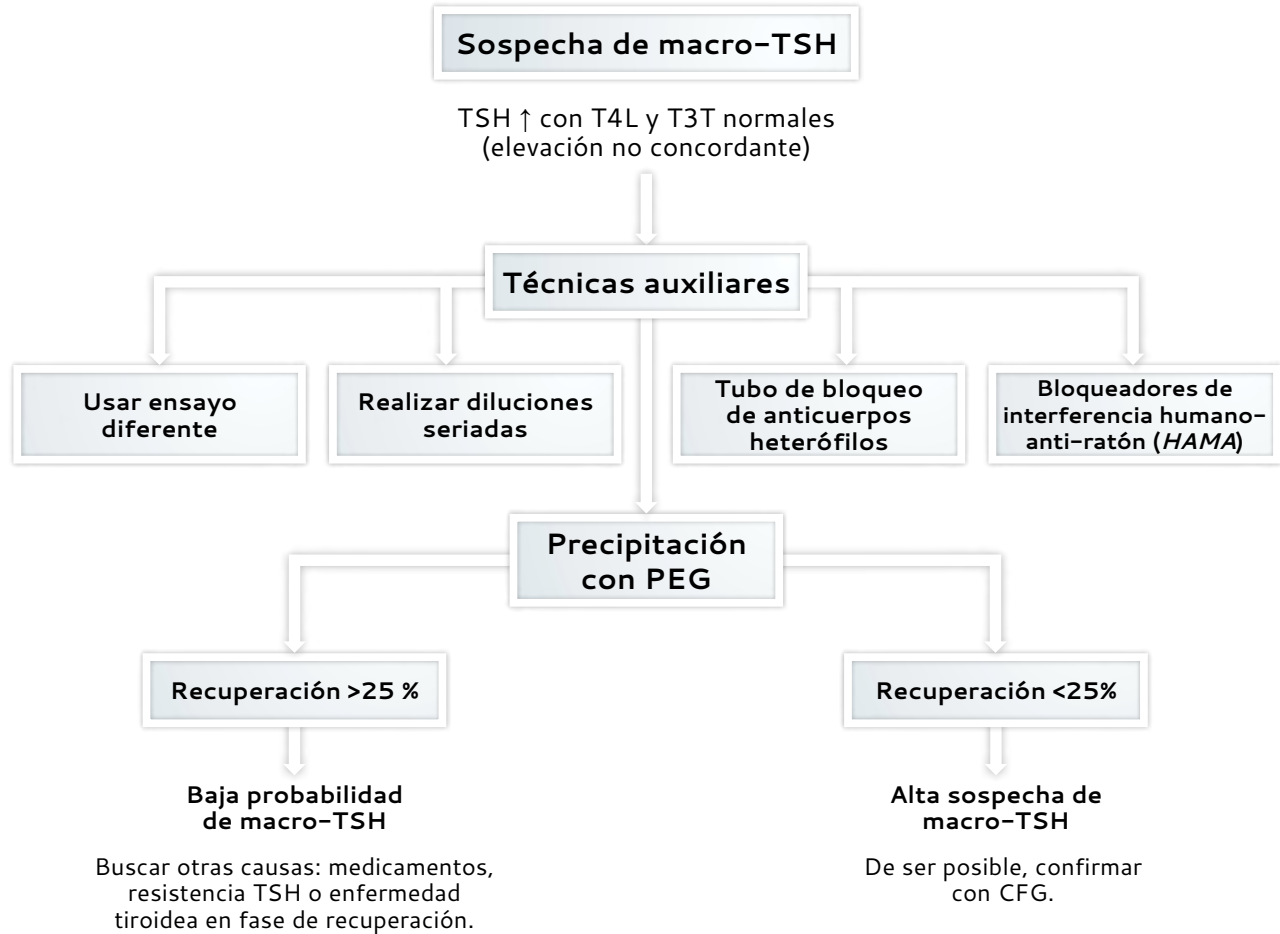 Sospecha de macro-TSH
TSH ↑ con T4L y T3T normales
(elevación no concordante)
Técnicas auxiliares
Usar ensayo
diferente
Realizar diluciones
seriadas
Tubo de bloqueo
de anticuerpos
heterófilos
Bloqueadores de
interferencia humano-
anti-ratón (HAMA)
Precipitación
con PEG
Recuperación >25 %
Recuperación <25%
Baja probabilidad
de macro-TSH
Buscar otras causas: medicamentos,
resistencia TSH o enfermedad
tiroidea en fase de recuperación.
Alta sospecha de
macro-TSH
De ser posible, confirmar
con CFG.